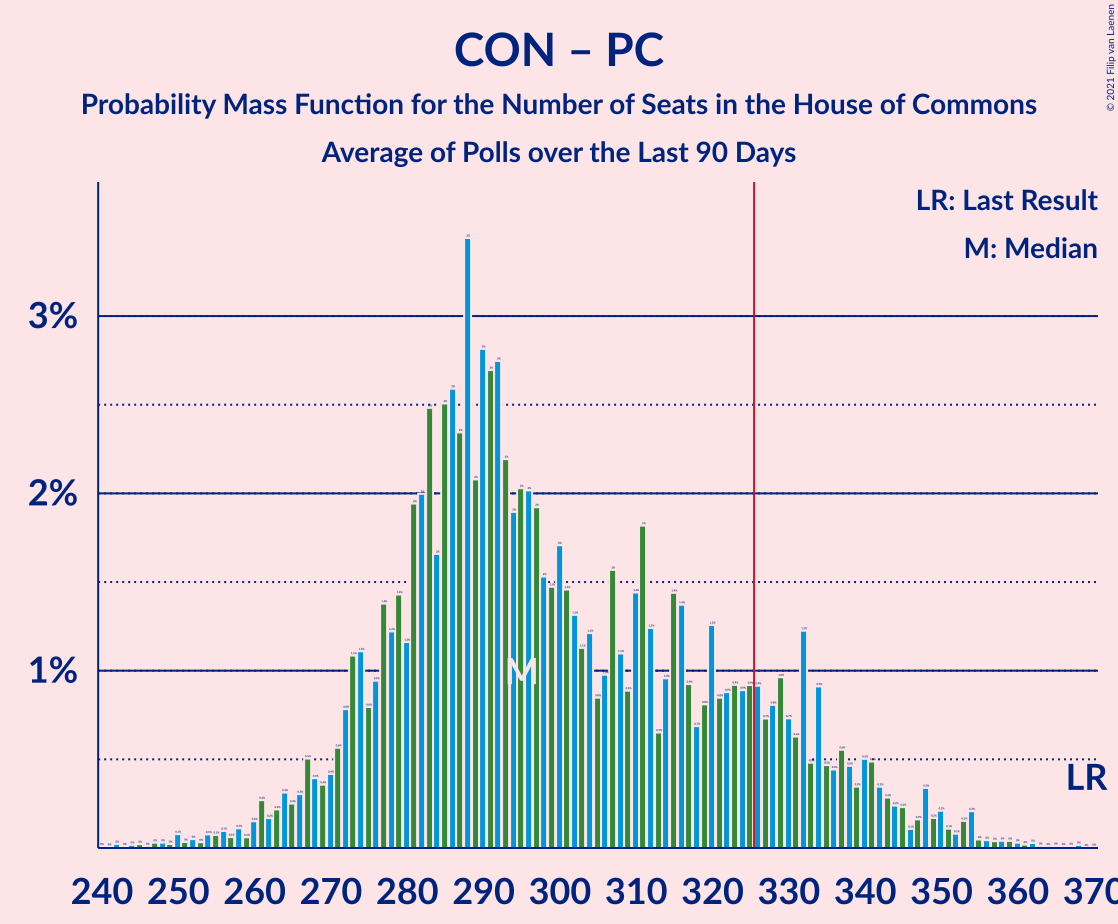 CON – PC
Probability Mass Function for the Number of Seats in the House of Commons
Average of Polls over the Last 90 Days
© 2021 Filip van Laenen
LR: Last Result
M: Median
3%
2%
1%
M
LR
240 250 260 270 280 290 300 310 320 330 340 350 360 370